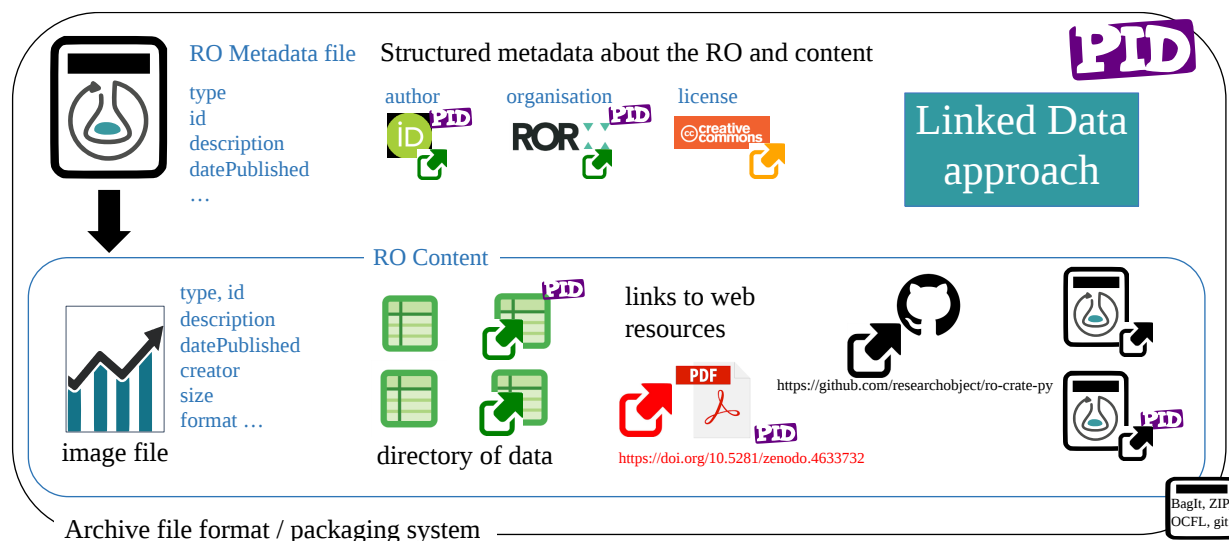 RO Metadata file
Structured metadata about the RO and content
PID
type
id
description
datePublished
…
author
iD
PID
organisation
ROR
PID
license
cc creative commons
Linked Data
approach
RO Content
type, id
description
datePublished
creator
size
format …
image file
PID
directory of data
links to web
resources
PDF
PID
https://doi.org/10.5281/zenodo.4633732
https://github.com/researchobject/ro-crate-py
PID
BagIt, ZIP
OCFL, git
Archive file format / packaging system